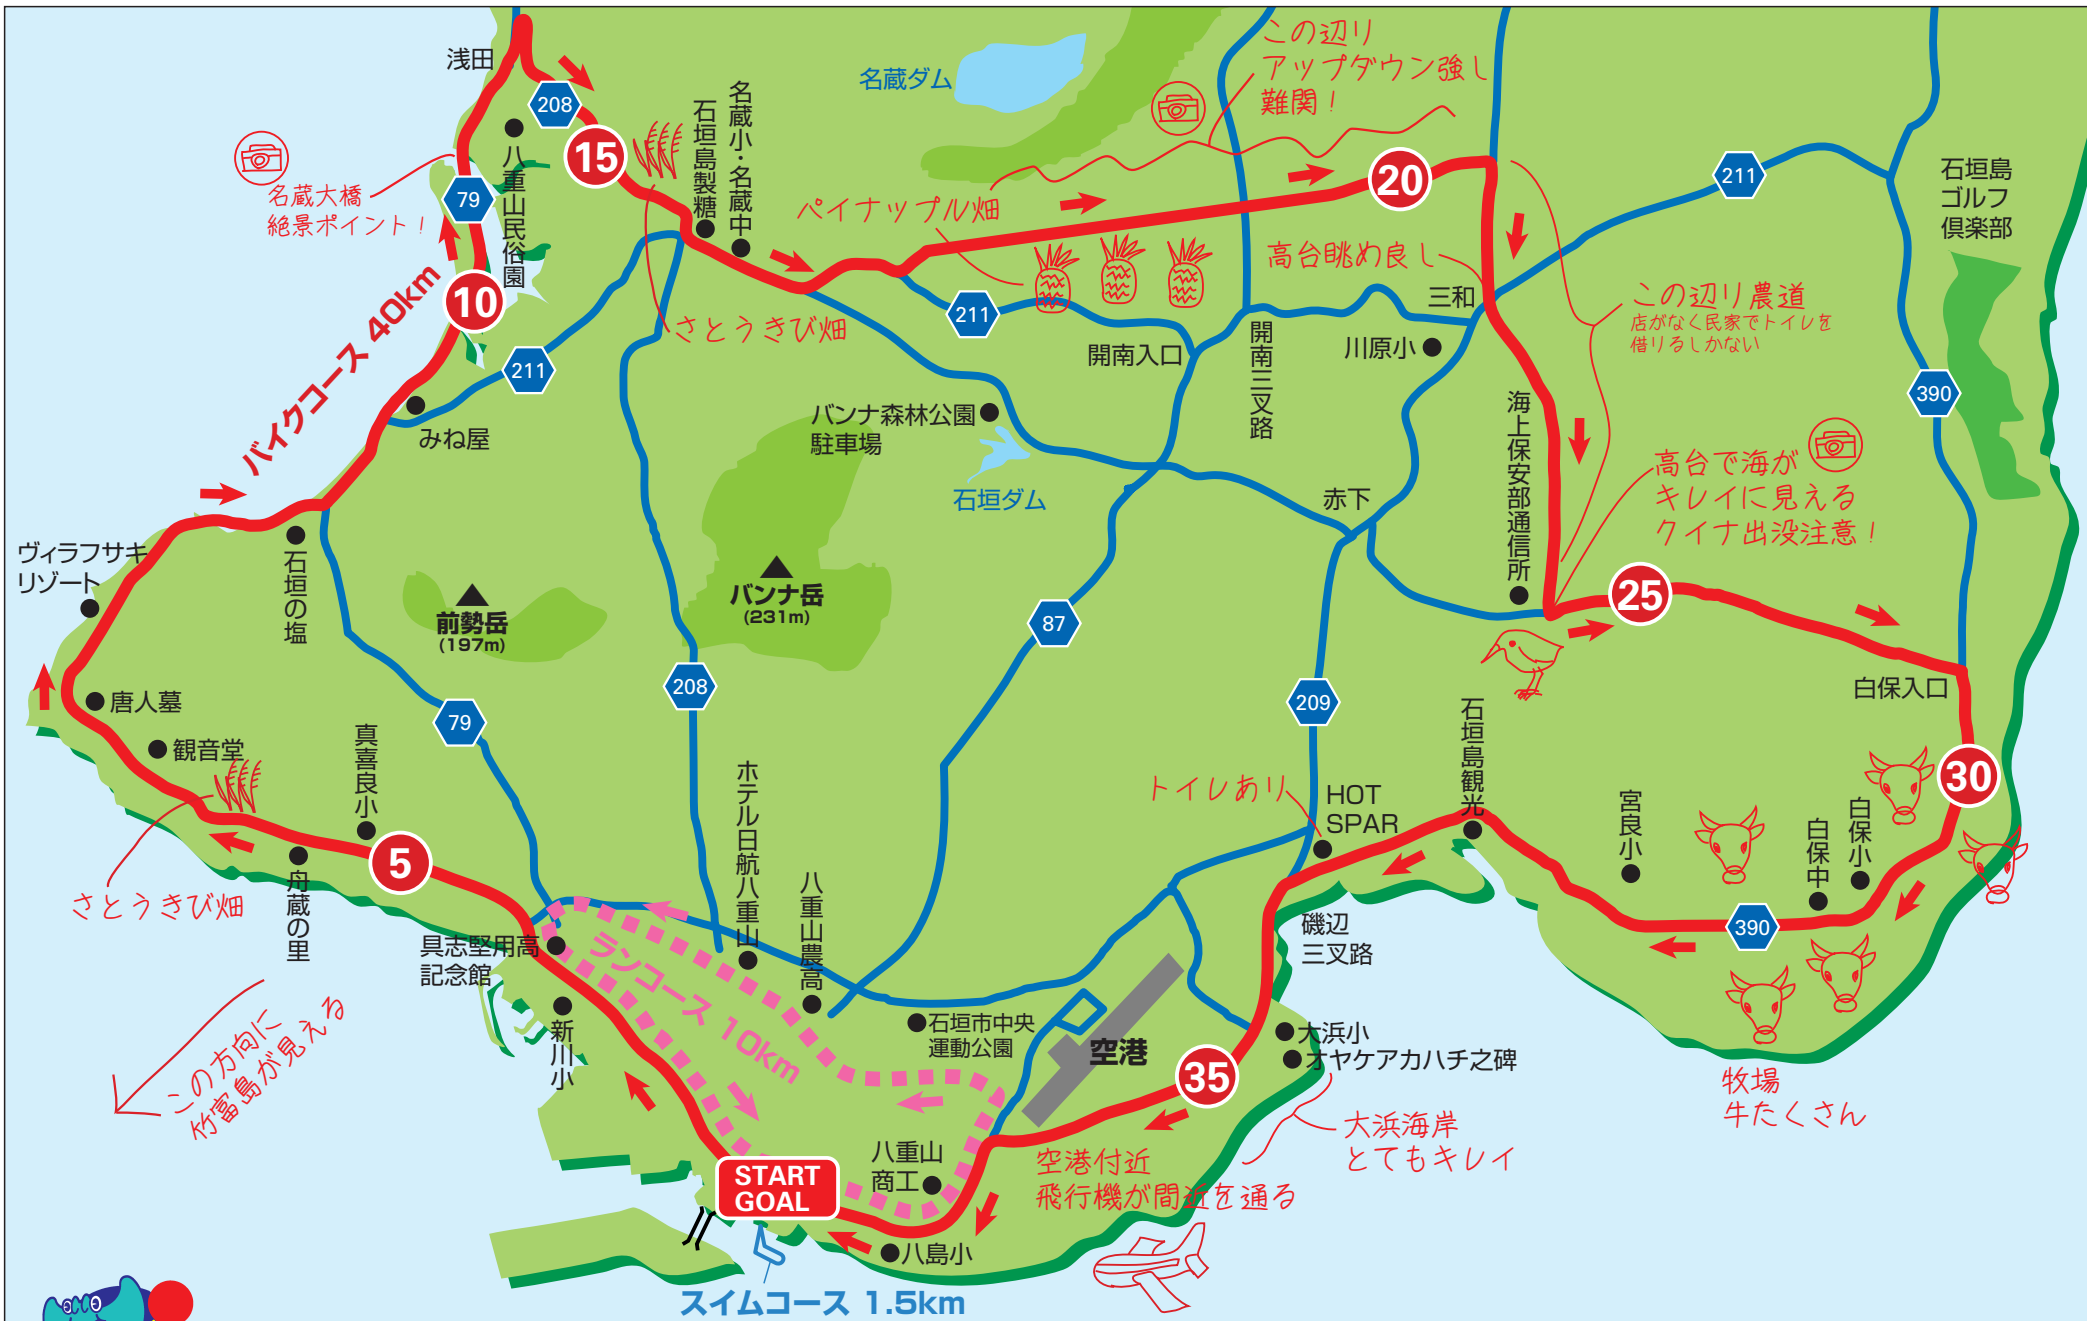 浅田
208
15
八重山民俗園
石垣島製糖
名蔵小・名蔵中
名蔵ダム
この辺り
アップダウン強し
難関！
名蔵大橋
絶景ポイント！
79
10
バイクコース 40km
211
みね屋
さとうきび畑
ペイナップル畑
211
開南入口
開南三叉路
20
高台眺め良し
三和
川原小
211
石垣島
ゴルフ
倶楽部
この辺り農道
店がなく民家でトイレを
借りるしかない
390
海上保安部通信所
高台で海が
キレイに見える
クイナ出没注意！
バンナ森林公園
駐車場
石垣ダム
赤下
ヴィラフサキ
リゾート
石垣の塩
前勢岳
(197m)
バンナ岳
(231m)
87
25
唐人墓
観音堂
真喜良小
79
208
209
石垣島観光
白保入口
30
さとうきび畑
舟蔵の里
5
ホテル日航八重山
八重山農高
トイレあり
HOT
SPAR
宮良小
白保中
白保小
390
具志堅用高
記念館
新川小
ランコース 10km
石垣市中央
運動公園
空港
磯辺
三叉路
大浜小
オヤケアカハチ之碑
35
この方向に
竹富島が見える
牧場
牛たくさん
大浜海岸
とてもキレイ
空港付近
飛行機が間近を通る
八重山
商工
START
GOAL
八島小
スイムコース 1.5km